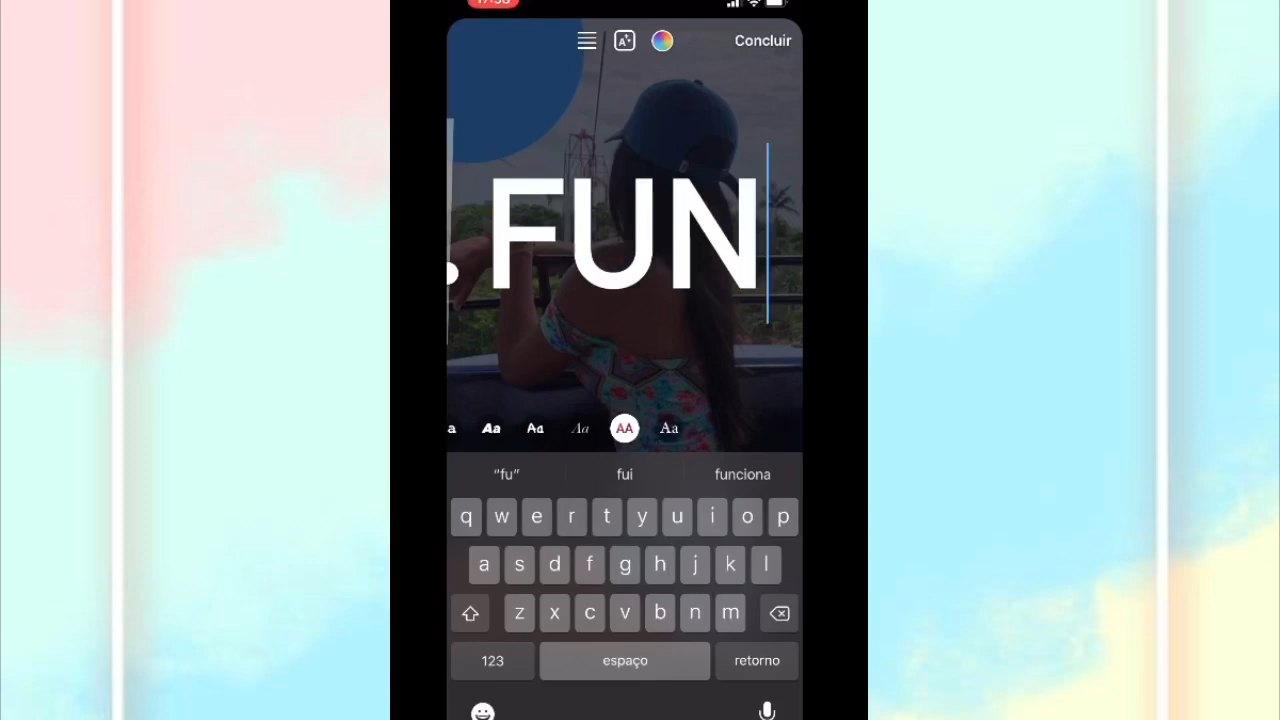 Concluir
.FUN
a Aa Aa Aa AA Aa
"fu" fui funciona
q w e r t y u i o p
a s d f g h j k l
z x c v b n m
123 espaço retorno